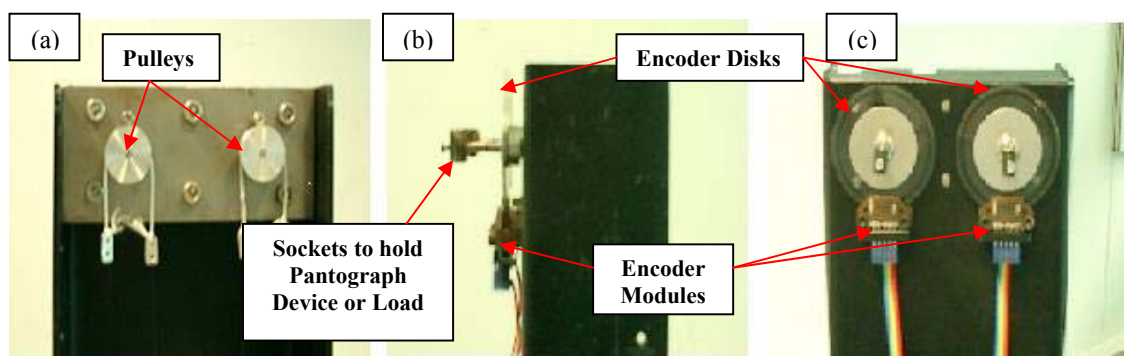 (a)
Pulleys
(b)
Encoder Disks
(c)
Sockets to hold
Pantograph
Device or Load
Encoder
Modules